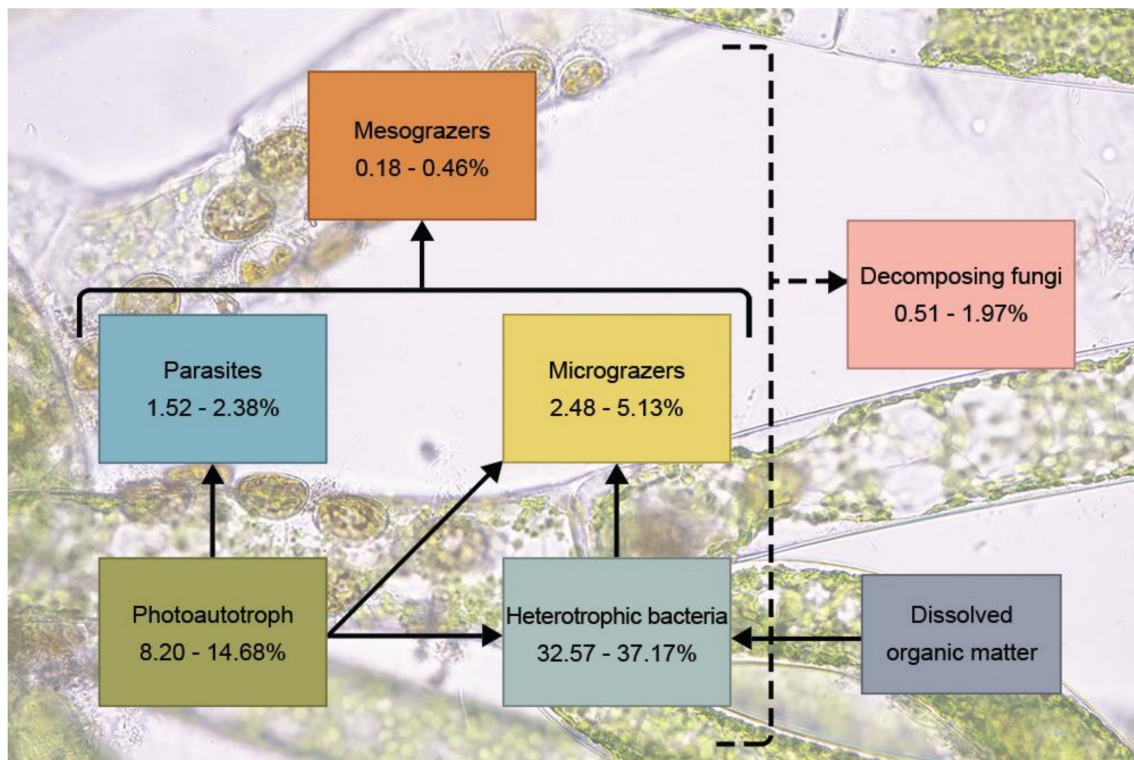 Mesograzers
0.18 - 0.46%
Decomposing fungi
0.51 - 1.97%
Parasites
1.52 - 2.38%
Micrograzers
2.48 - 5.13%
Photoautotroph
8.20 - 14.68%
Heterotrophic bacteria
32.57 - 37.17%
Dissolved
organic matter